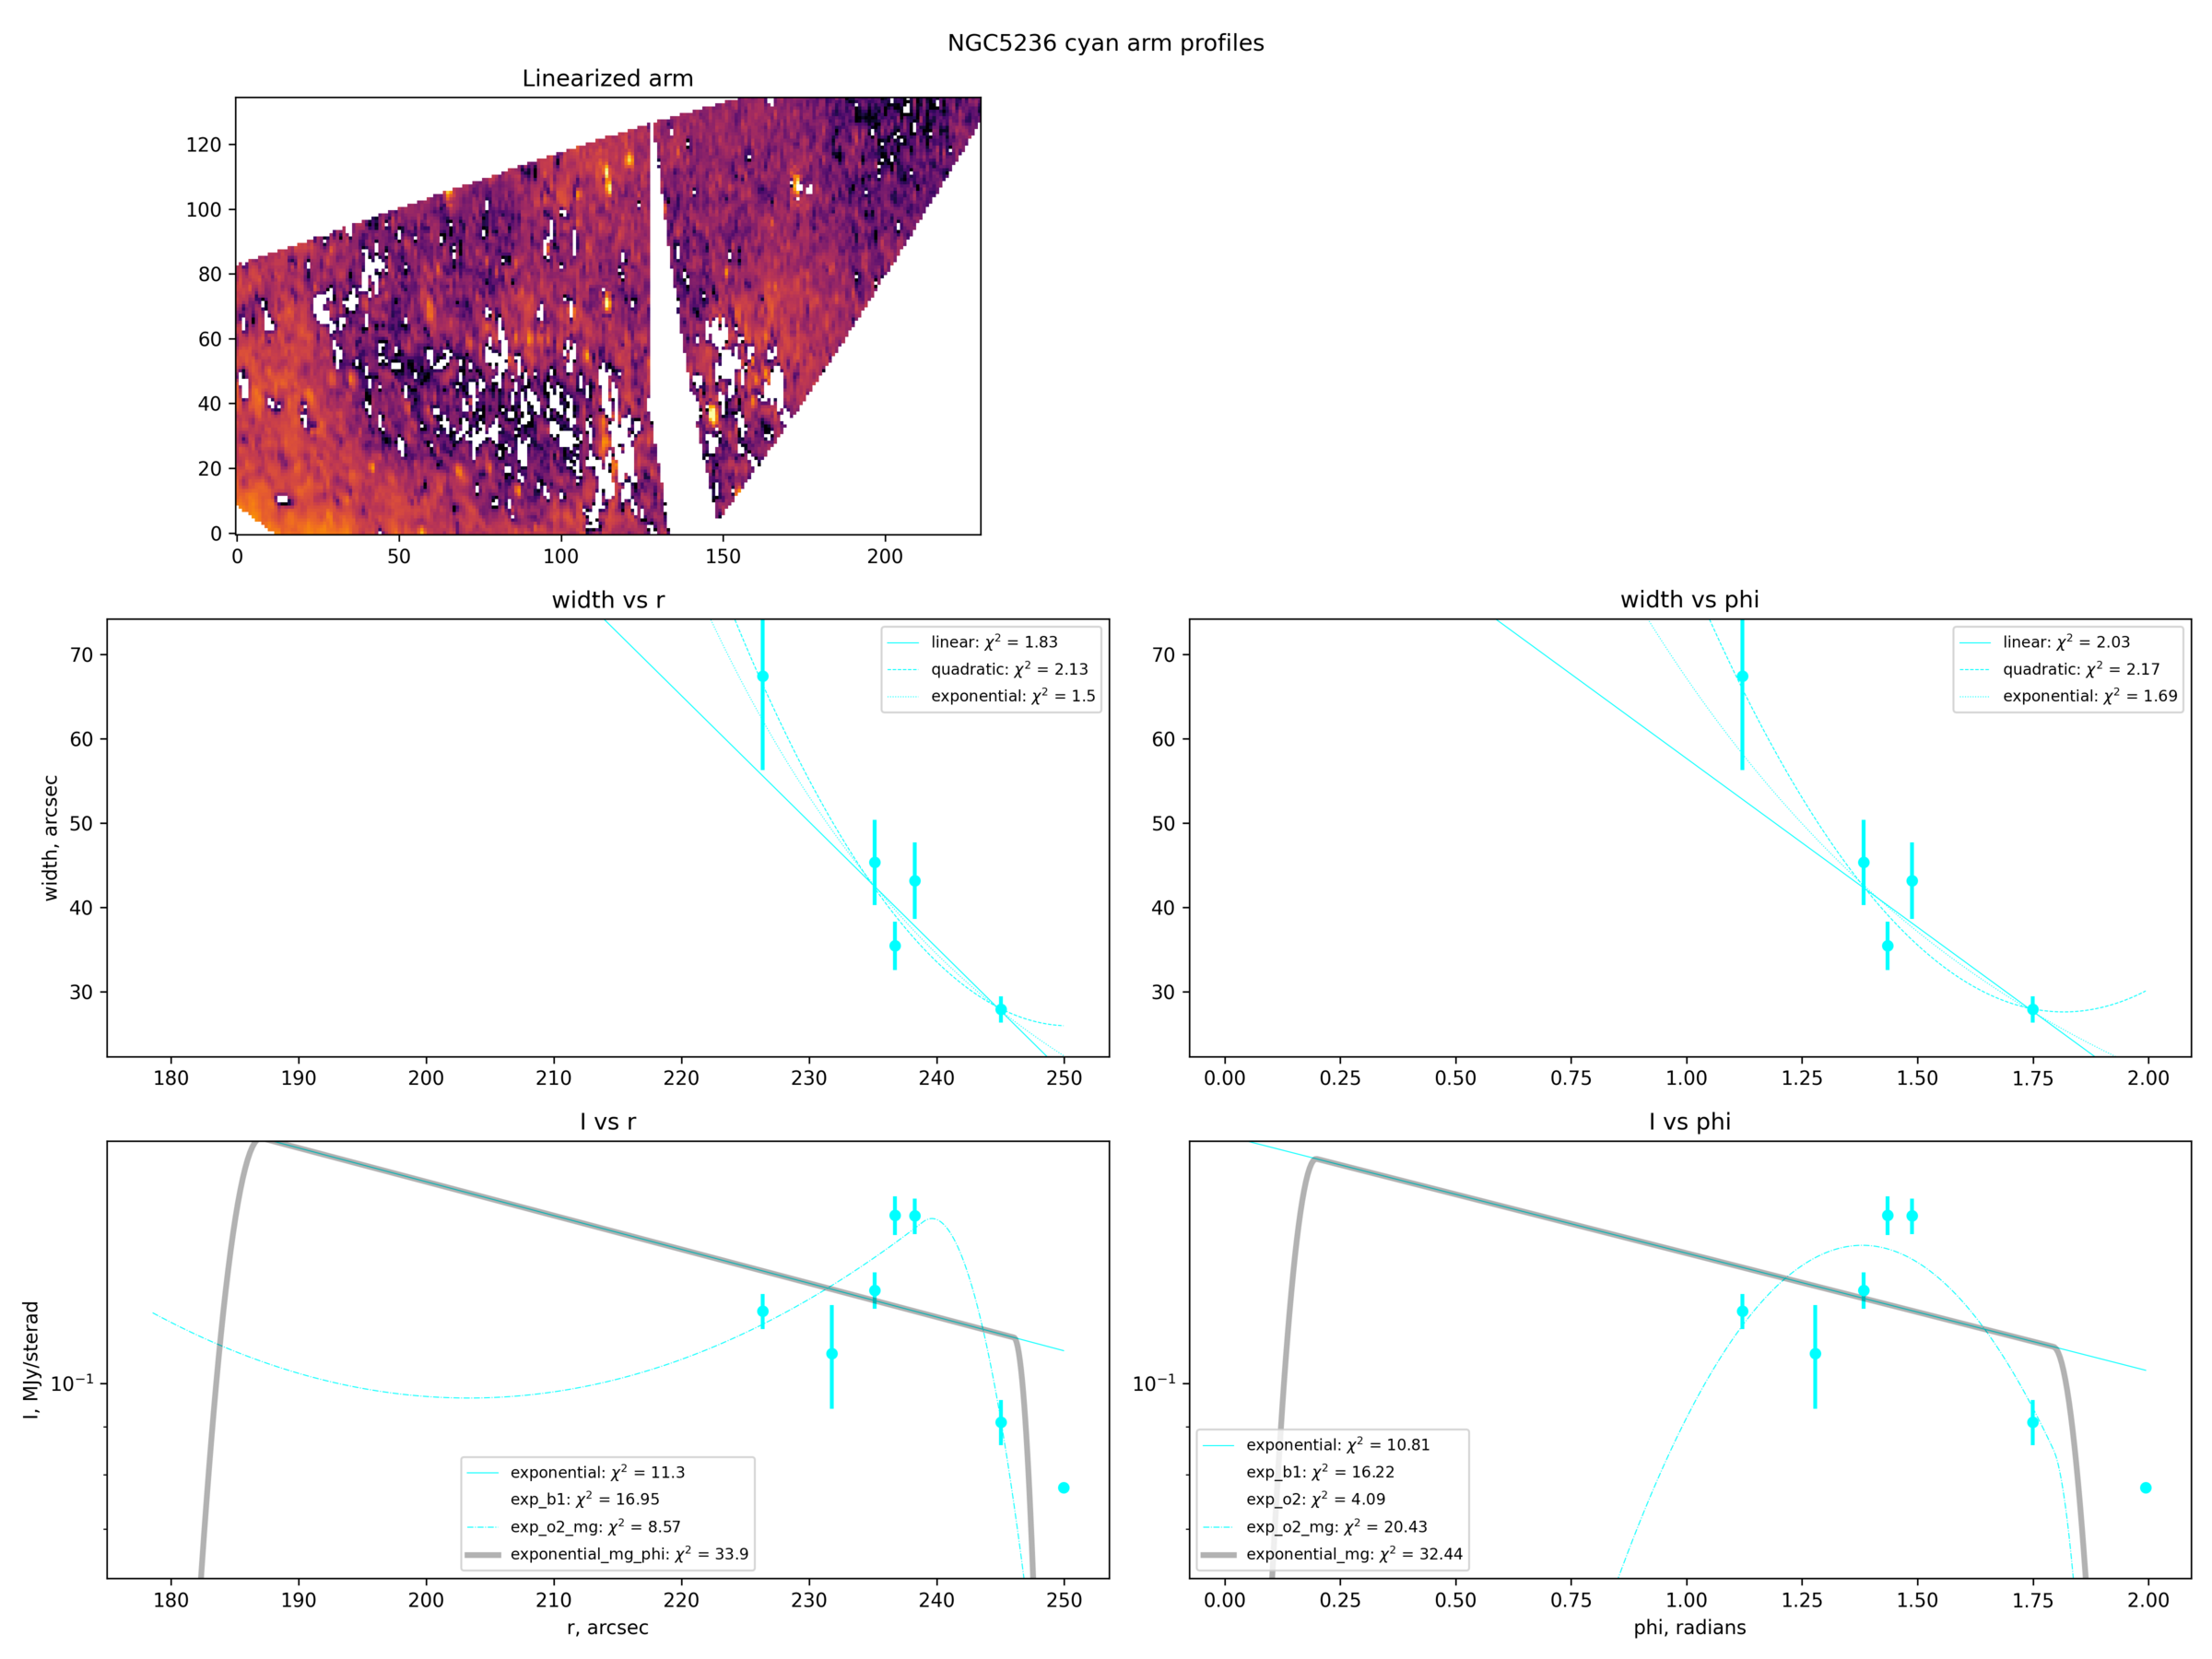 NGC5236 cyan arm profiles
Linearized arm
120
100
80
60
40
20
0
0 50 100 150 200
width vs r
width, arcsec
70
60
50
40
30
linear: χ² = 1.83
quadratic: χ² = 2.13
exponential: χ² = 1.5
180 190 200 210 220 230 240 250
width vs phi
70
60
50
40
30
linear: χ² = 2.03
quadratic: χ² = 2.17
exponential: χ² = 1.69
0.00 0.25 0.50 0.75 1.00 1.25 1.50 1.75 2.00
I vs r
I, MJy/sterad
10⁻¹
exponential: χ² = 11.3
exp_b1: χ² = 16.95
exp_o2_mg: χ² = 8.57
exponential_mg_phi: χ² = 33.9
180 190 200 210 220 230 240 250
r, arcsec
I vs phi
10⁻¹
exponential: χ² = 10.81
exp_b1: χ² = 16.22
exp_o2: χ² = 4.09
exp_o2_mg: χ² = 20.43
exponential_mg: χ² = 32.44
0.00 0.25 0.50 0.75 1.00 1.25 1.50 1.75 2.00
phi, radians